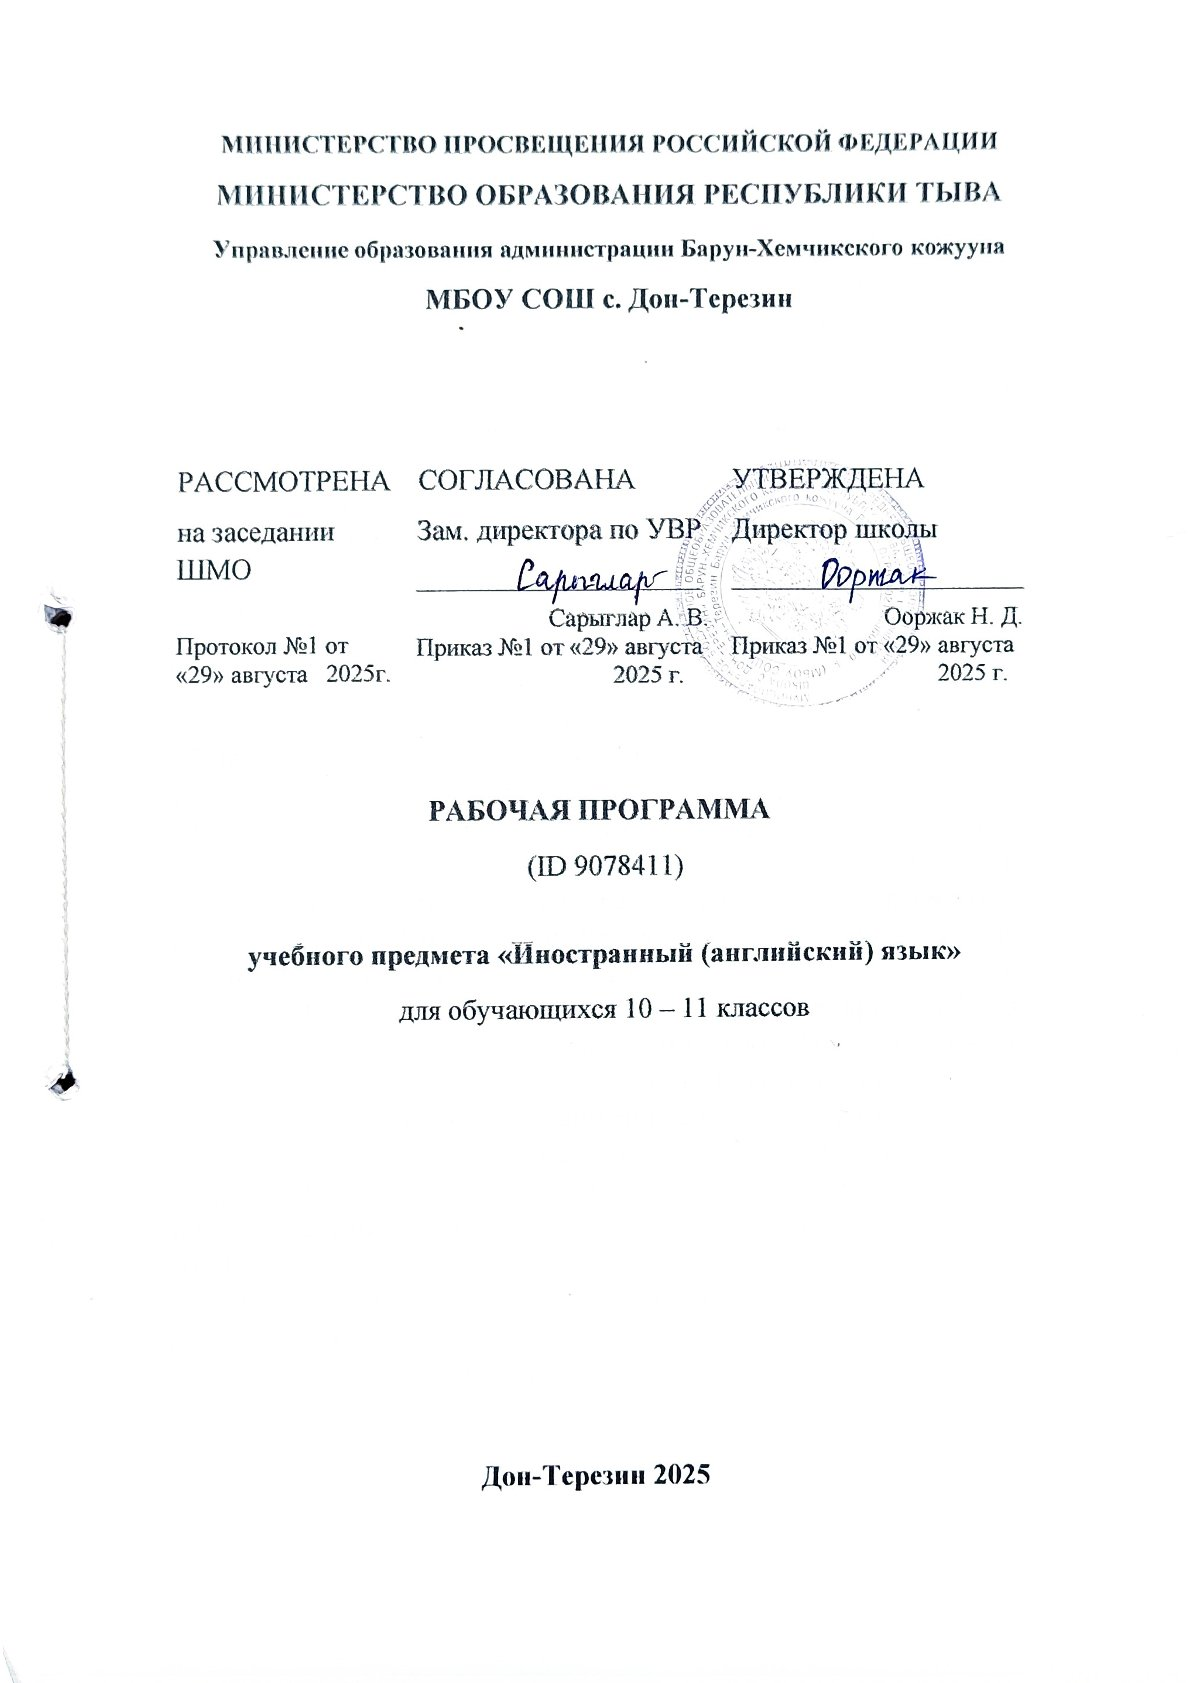 МИНИСТЕРСТВО ПРОСВЕЩЕНИЯ РОССИЙСКОЙ ФЕДЕРАЦИИ
МИНИСТЕРСТВО ОБРАЗОВАНИЯ РЕСПУБЛИКИ ТЫВА
Управление образования администрации Барун-Хемчикского кожууна
МБОУ СОШ с. Дон-Терезин
РАССМОТРЕНА
на заседании
ШМО
Протокол №1 от
«29» августа 2025г.
СОГЛАСОВАНА
Зам. директора по УВР
Сарыглар
Сарыглар А. В.
Приказ №1 от «29» августа
2025 г.
УТВЕРЖДЕНА
Директор школы
Ооржак
Ооржак Н. Д.
Приказ №1 от «29» августа
2025 г.
РАБОЧАЯ ПРОГРАММА
(ID 9078411)
учебного предмета «Иностранный (английский) язык»
для обучающихся 10 – 11 классов
Дон-Терезин 2025